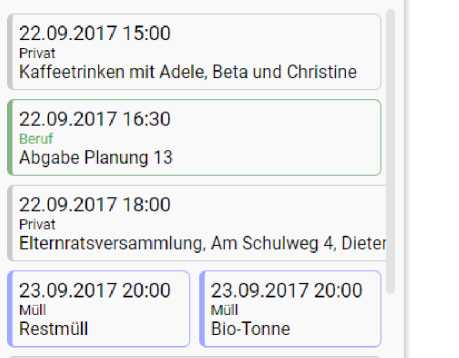 22.09.2017 15:00
Privat
Kaffeetrinken mit Adele, Beta und Christine
22.09.2017 16:30
Beruf
Abgabe Planung 13
22.09.2017 18:00
Privat
Elternratsversammlung, Am Schulweg 4, Dieter
23.09.2017 20:00
Müll
Restmüll
23.09.2017 20:00
Müll
Bio-Tonne